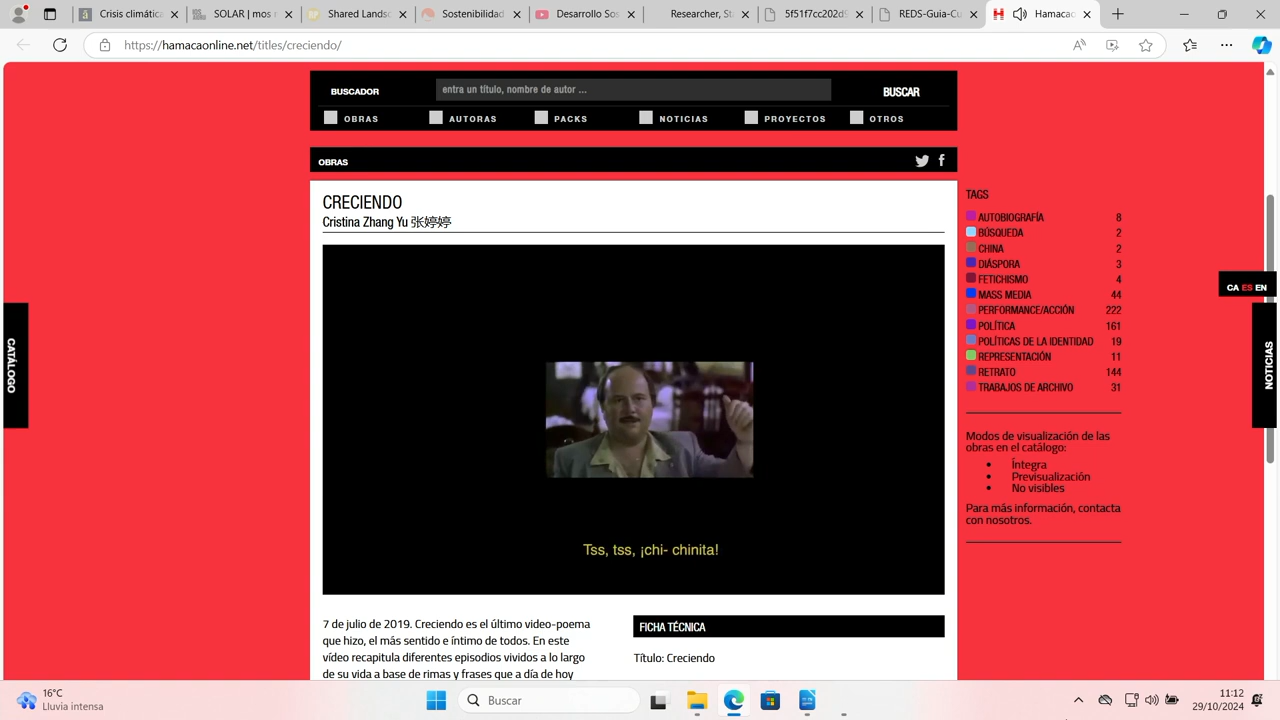 Crisis climática
SOLAR | mos r
Shared Landsc
Sostenibilidad
Desarrollo Sos
Researcher, St
5f51f7cc202d9
REDS-Guia-Cu
Hamaca
https://hamacaonline.net/titles/creciendo/
BUSCADOR
entra un título, nombre de autor ...
BUSCAR
OBRAS
AUTORAS
PACKS
NOTICIAS
PROYECTOS
OTROS
OBRAS
CRECIENDO
Cristina Zhang Yu 张婷婷
Tss, tss, ¡chi- chinita!
7 de julio de 2019. Creciendo es el último video-poema
que hizo, el más sentido e íntimo de todos. En este
vídeo recapitula diferentes episodios vividos a lo largo
de su vida a base de rimas y frases que a día de hoy
FICHA TÉCNICA
Título: Creciendo
TAGS
AUTOBIOGRAFÍA 8
BÚSQUEDA 2
CHINA 2
DIÁSPORA 3
FETICHISMO 4
MASS MEDIA 44
PERFORMANCE/ACCIÓN 222
POLÍTICA 161
POLÍTICAS DE LA IDENTIDAD 19
REPRESENTACIÓN 11
RETRATO 144
TRABAJOS DE ARCHIVO 31
Modos de visualización de las
obras en el catálogo:
Íntegra
Previsualización
No visibles
Para más información, contacta
con nosotros.
CATÁLOGO
CA ES EN
NOTICIAS
16°C
Lluvia intensa
Buscar
11:12
29/10/2024